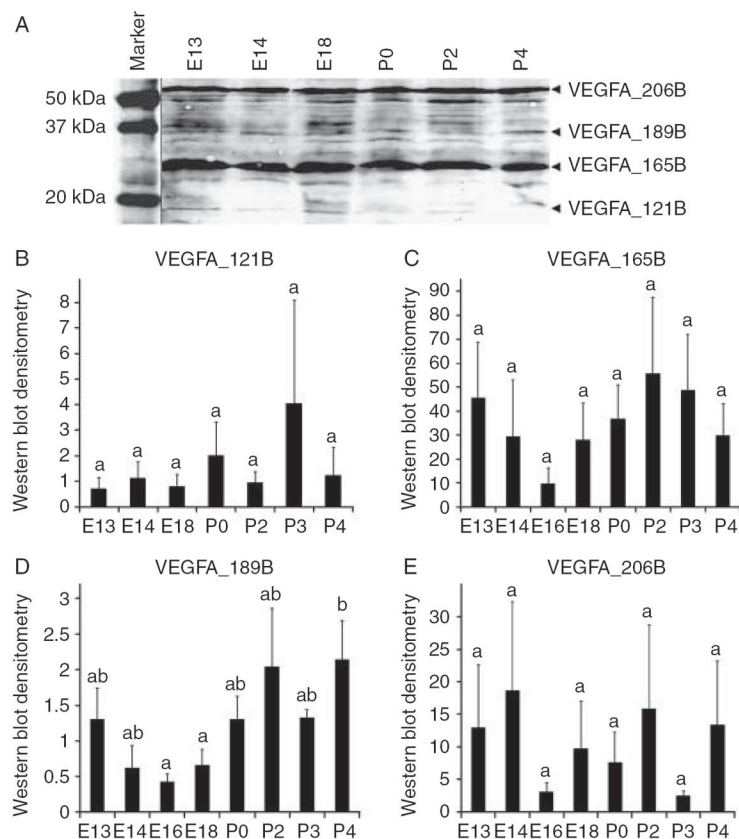 A
Marker
E13
E14
E18
P0
P2
P4
50 kDa
37 kDa
20 kDa
VEGFA_206B
VEGFA_189B
VEGFA_165B
VEGFA_121B
B
VEGFA_121B
Western blot densitometry
8
7
6
5
4
3
2
1
0
a a a a a a a
E13 E14 E18 P0 P2 P3 P4
C
VEGFA_165B
Western blot densitometry
90
80
70
60
50
40
30
20
10
0
a a a a a a a a
E13 E14 E16 E18 P0 P2 P3 P4
D
VEGFA_189B
Western blot densitometry
3
2.5
2
1.5
1
0.5
0
ab ab a a ab ab ab b
E13 E14 E16 E18 P0 P2 P3 P4
E
VEGFA_206B
Western blot densitometry
30
25
20
15
10
5
0
a a a a a a a a
E13 E14 E16 E18 P0 P2 P3 P4